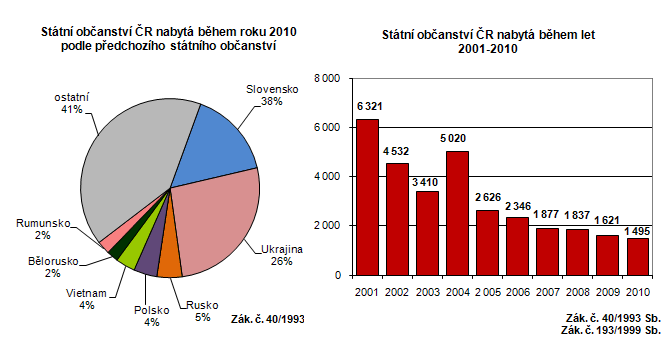 Státní občanství ČR nabytá během roku 2010
podle předchozího státního občanství
ostatní
41%
Slovensko
38%
Ukrajina
26%
Rusko
5%
Polsko
4%
Vietnam
4%
Bělorusko
2%
Rumunsko
2%
Zák. č. 40/1993
Státní občanství ČR nabytá během let
2001-2010
8 000
6 000
4 000
2 000
0
6 321
4 532
3 410
5 020
2 626
2 346
1 877
1 837
1 621
1 495
2001 2002 2003 2004 2 005 2006 2007 2008 2009 2010
Zák. č. 40/1993 Sb.
Zák. č. 193/1999 Sb.